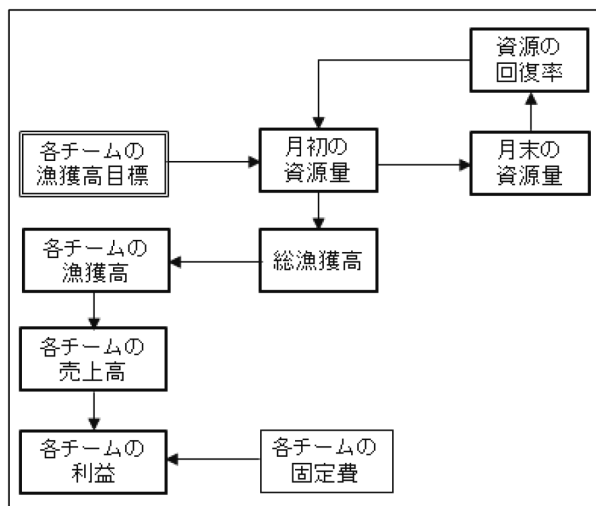 資源の
回復率
各チームの
漁獲高目標
月初の
資源量
月末の
資源量
各チームの
漁獲高
総漁獲高
各チームの
売上高
各チームの
利益
各チームの
固定費